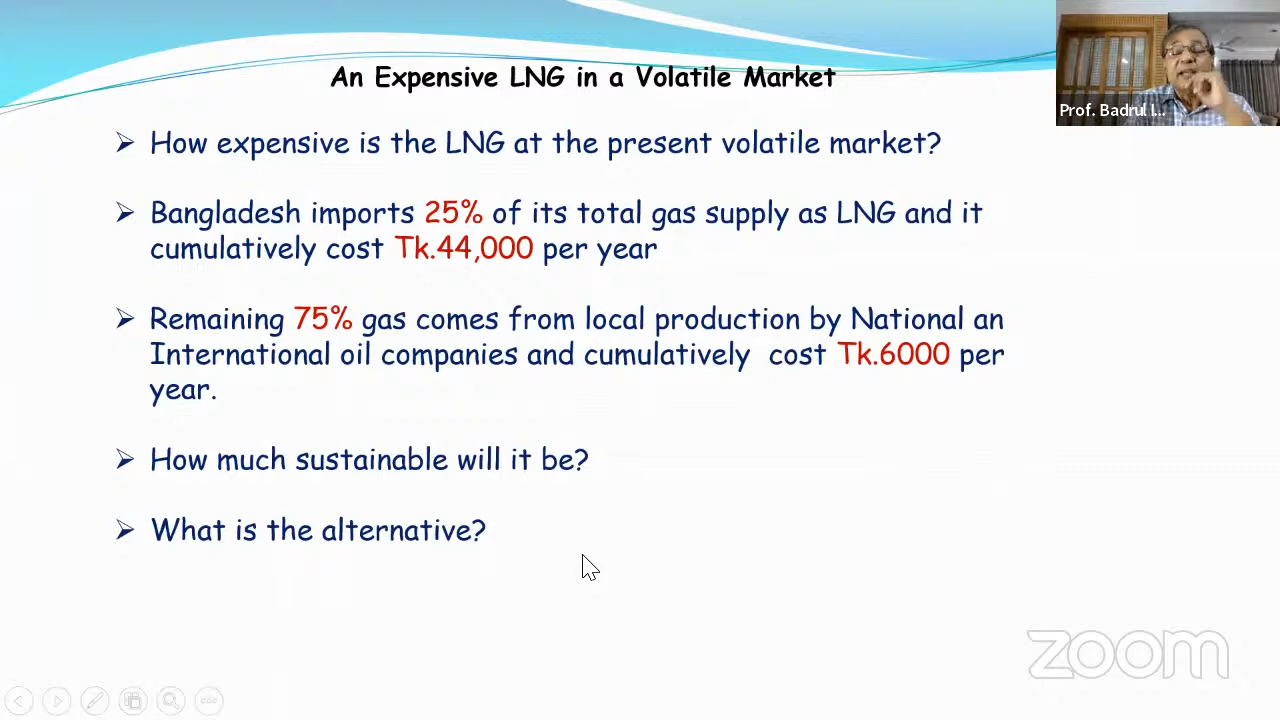 An Expensive LNG in a Volatile Market
Prof. Badrul I...
How expensive is the LNG at the present volatile market?
Bangladesh imports 25% of its total gas supply as LNG and it
cumulatively cost Tk.44,000 per year
Remaining 75% gas comes from local production by National an
International oil companies and cumulatively cost Tk.6000 per
year.
How much sustainable will it be?
What is the alternative?
zoom